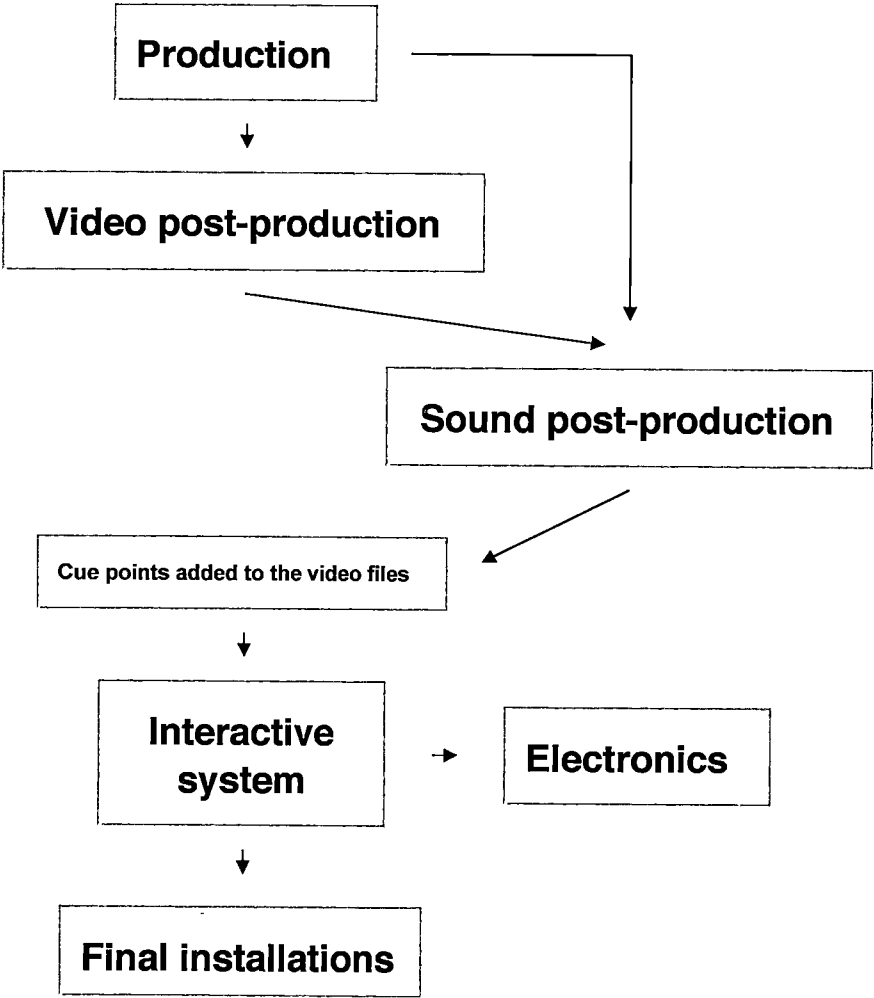 Production
Video post-production
Sound post-production
Cue points added to the video files
Interactive
system
Electronics
Final installations